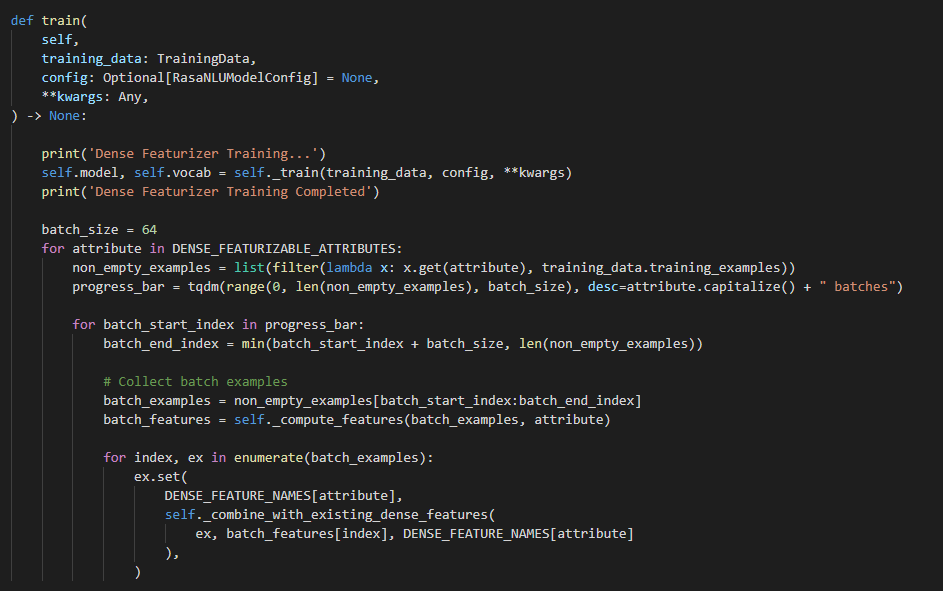 def train(
    self,
    training_data: TrainingData,
    config: Optional[RasaNLUModelConfig] = None,
    **kwargs: Any,
) -> None:
    print('Dense Featurizer Training...')
    self.model, self.vocab = self._train(training_data, config, **kwargs)
    print('Dense Featurizer Training Completed')
    batch_size = 64
    for attribute in DENSE_FEATURIZABLE_ATTRIBUTES:
        non_empty_examples = list(filter(lambda x: x.get(attribute), training_data.training_examples))
        progress_bar = tqdm(range(0, len(non_empty_examples), batch_size), desc=attribute.capitalize() + " batches")
        for batch_start_index in progress_bar:
            batch_end_index = min(batch_start_index + batch_size, len(non_empty_examples))
            # Collect batch examples
            batch_examples = non_empty_examples[batch_start_index:batch_end_index]
            batch_features = self._compute_features(batch_examples, attribute)
            for index, ex in enumerate(batch_examples):
                ex.set(
                    DENSE_FEATURE_NAMES[attribute],
                    self._combine_with_existing_dense_features(
                        ex, batch_features[index], DENSE_FEATURE_NAMES[attribute]
                    ),
                )